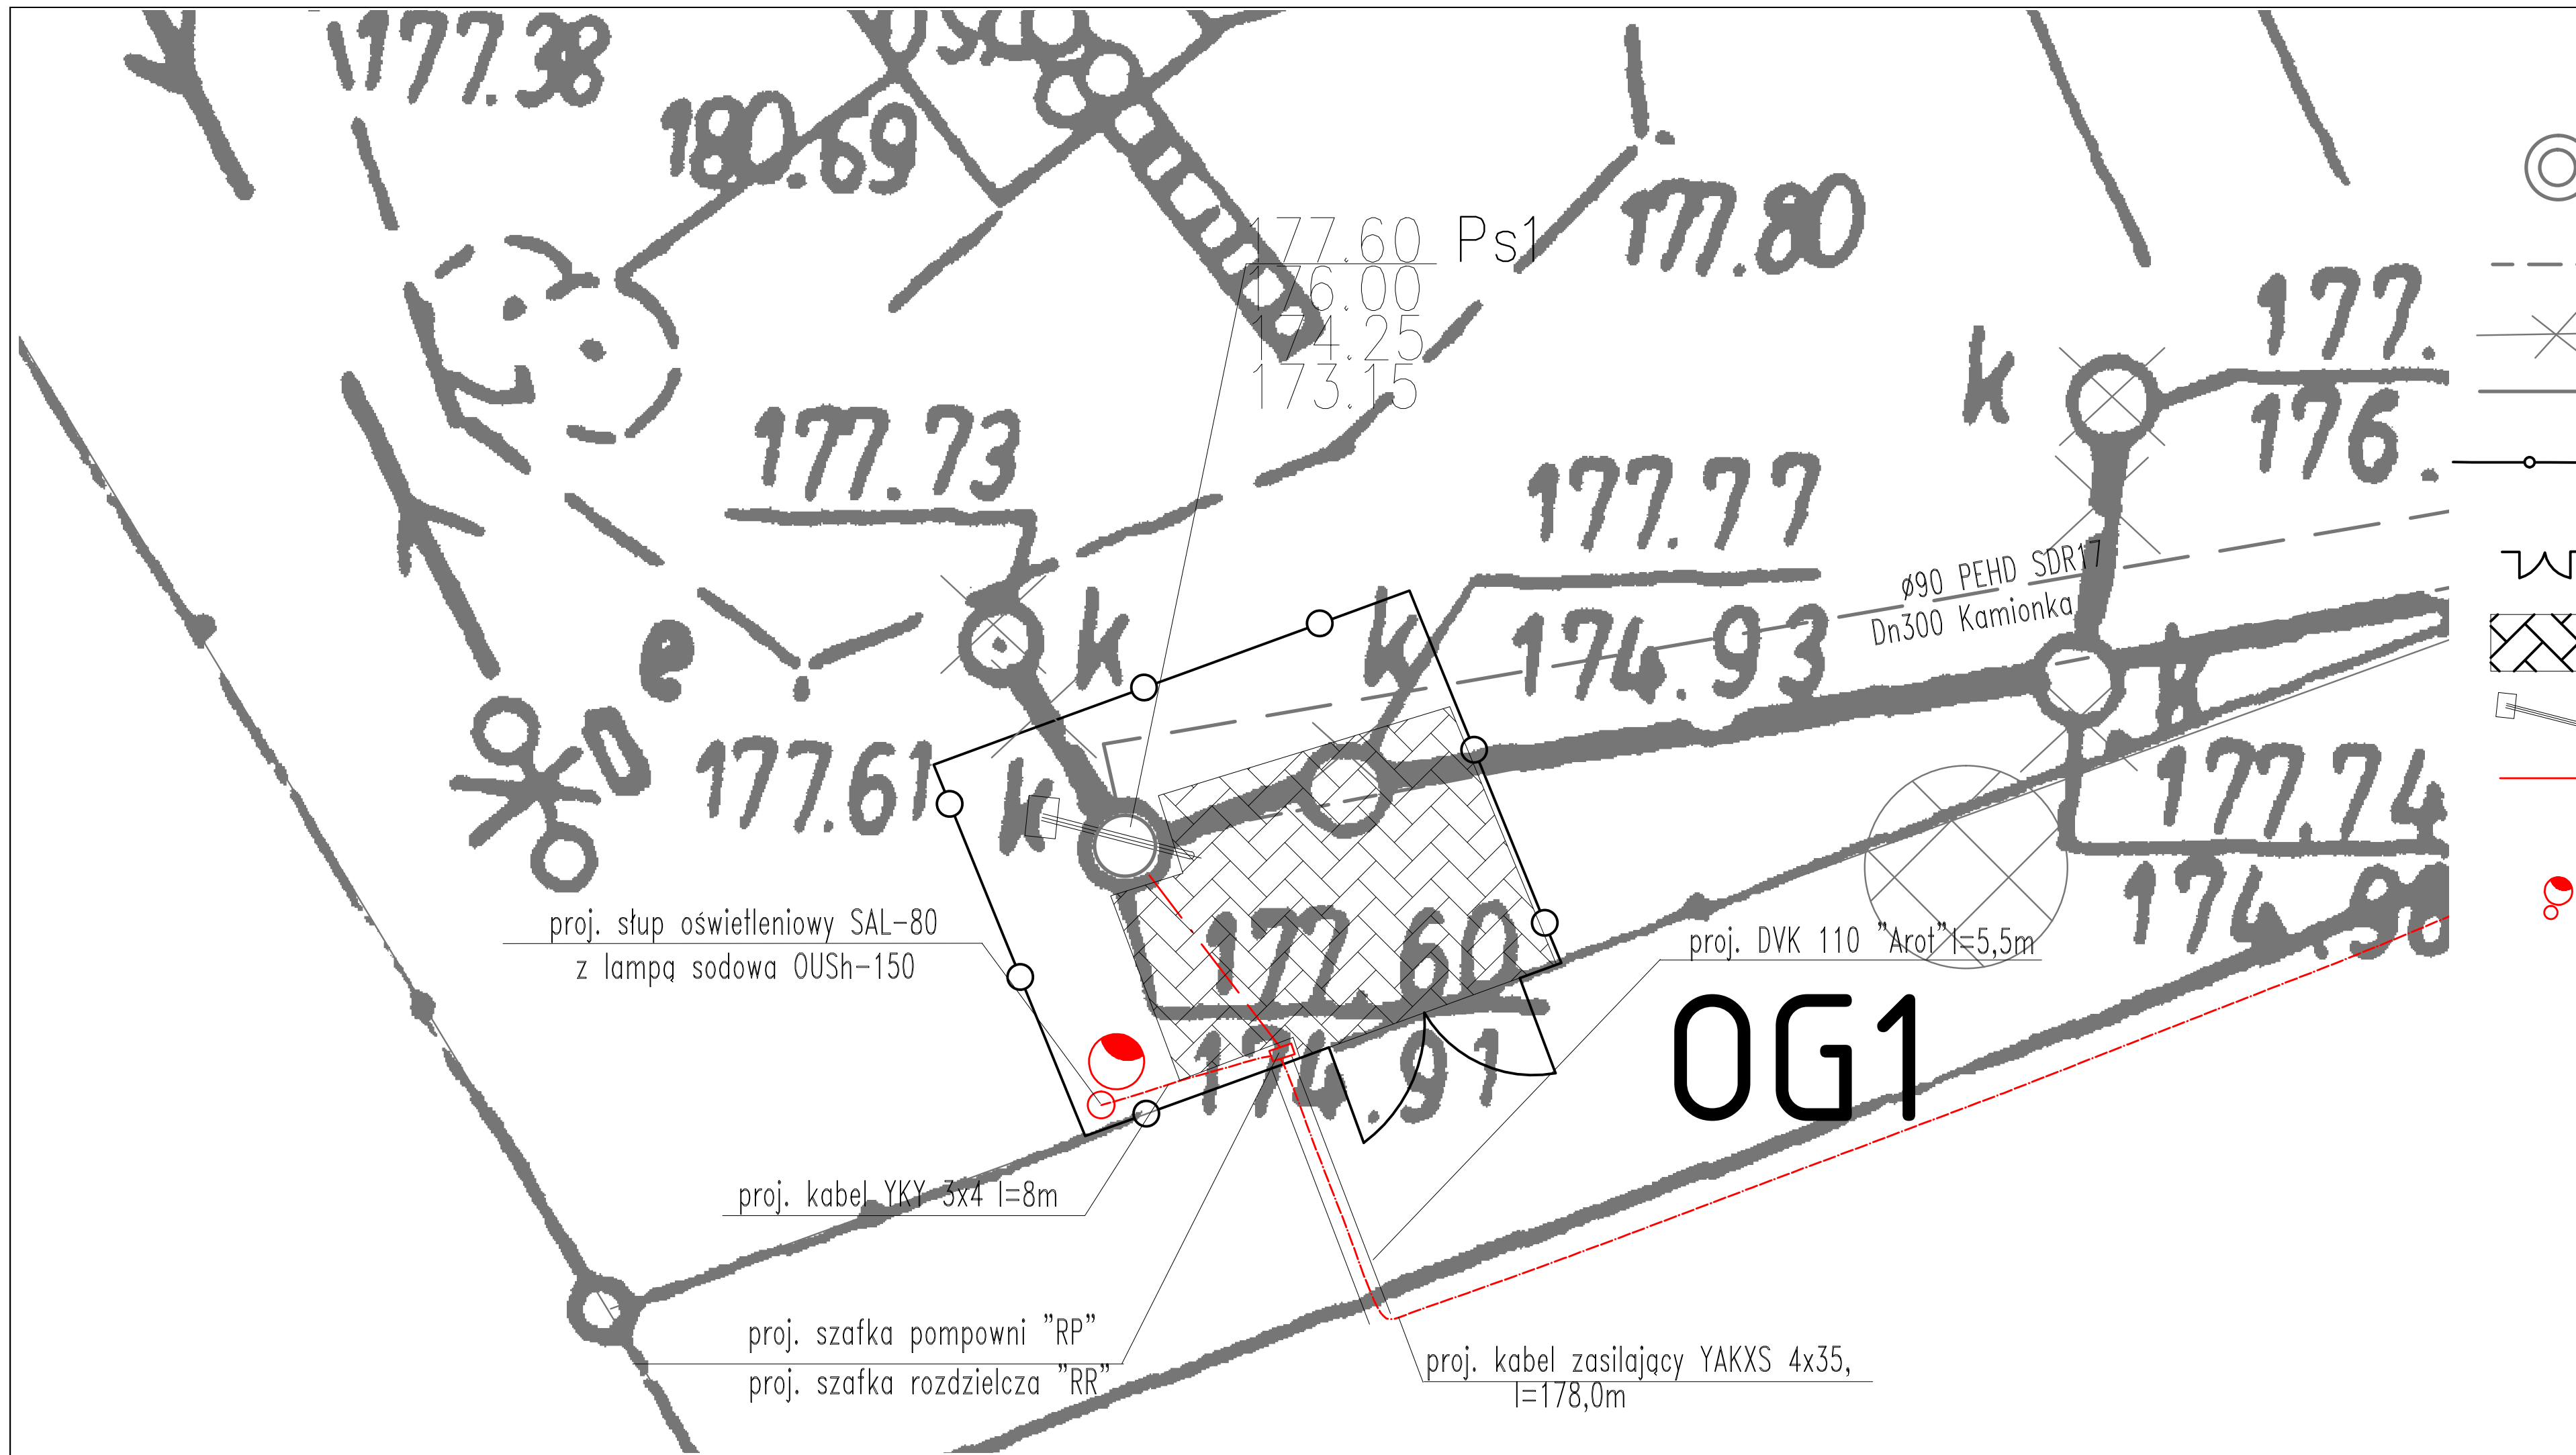 177.38
180.69
177.60 Ps1
176.00
174.25
173.15
177.80
177.
k
176.
177.73
177.77
k
k
174.93
ø90 PEHD SDR17
Dn300 Kamionka
e
k
177.61
k
177.74
174.90
proj. słup oświetleniowy SAL-80
z lampą sodowa OUSh-150
177.60
174.91
proj. DVK 110 "Arot"l=5,5m
OG1
proj. kabel YKY 3x4 l=8m
proj. szafka pompowni "RP"
proj. szafka rozdzielcza "RR"
proj. kabel zasilający YAKXS 4x35,
l=178,0m